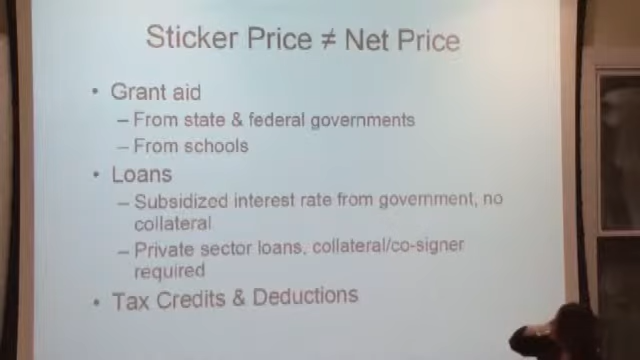 Sticker Price ≠ Net Price
• Grant aid
– From state & federal governments
– From schools
• Loans
– Subsidized interest rate from government, no
collateral
– Private sector loans, collateral/co-signer
required
• Tax Credits & Deductions